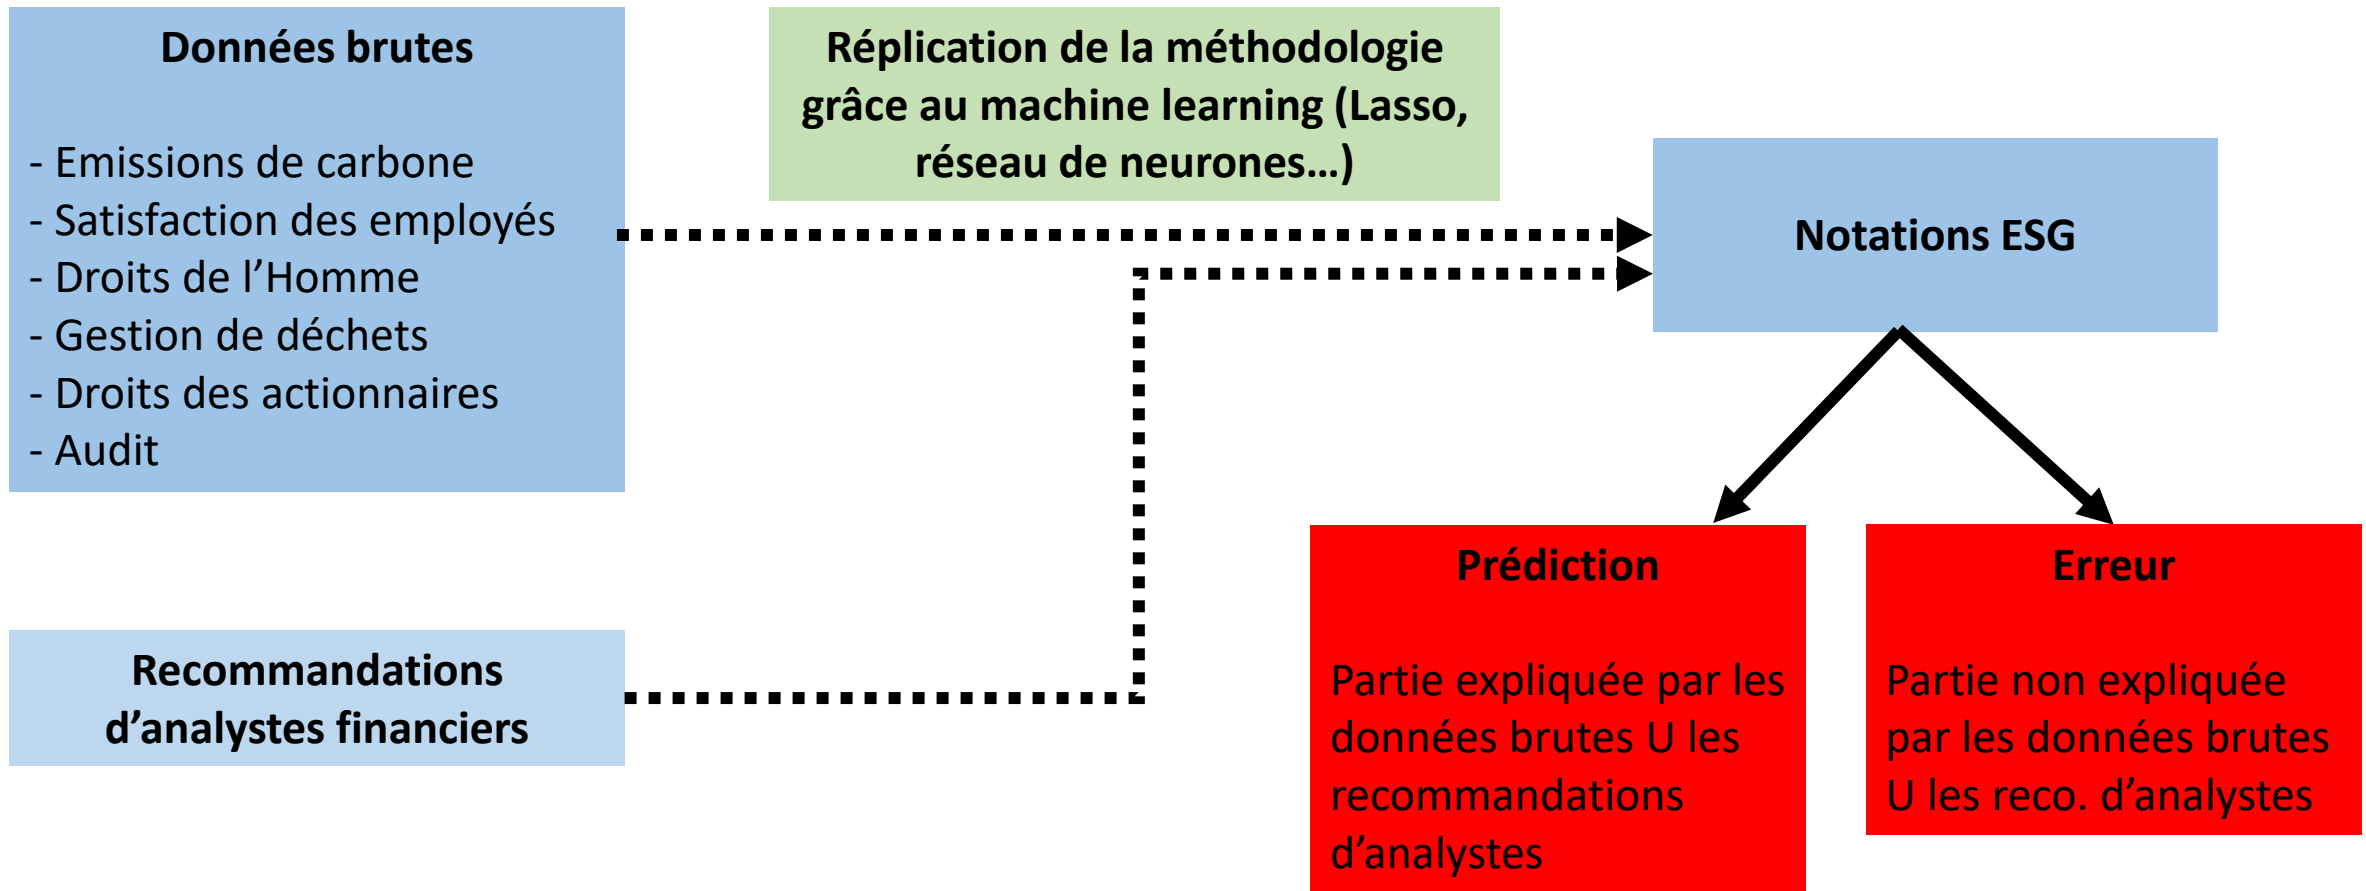 Données brutes
- Emissions de carbone
- Satisfaction des employés
- Droits de l’Homme
- Gestion de déchets
- Droits des actionnaires
- Audit
Réplication de la méthodologie
grâce au machine learning (Lasso,
réseau de neurones…)
Notations ESG
Recommandations
d’analystes financiers
Prédiction
Partie expliquée par les
données brutes U les
recommandations
d’analystes
Erreur
Partie non expliquée
par les données brutes
U les reco. d’analystes